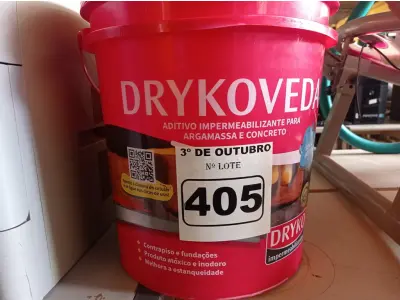 DRYKOVEDA
ADITIVO IMPERMEABILIZANTE PARA
ARGAMASSA E CONCRETO
3º DE OUTUBRO
Nº LOTE
405
DRYKO
impermeabiliz
• Contrapiso e fundações
• Produto atóxico e inodoro
• Melhora a estanqueidade